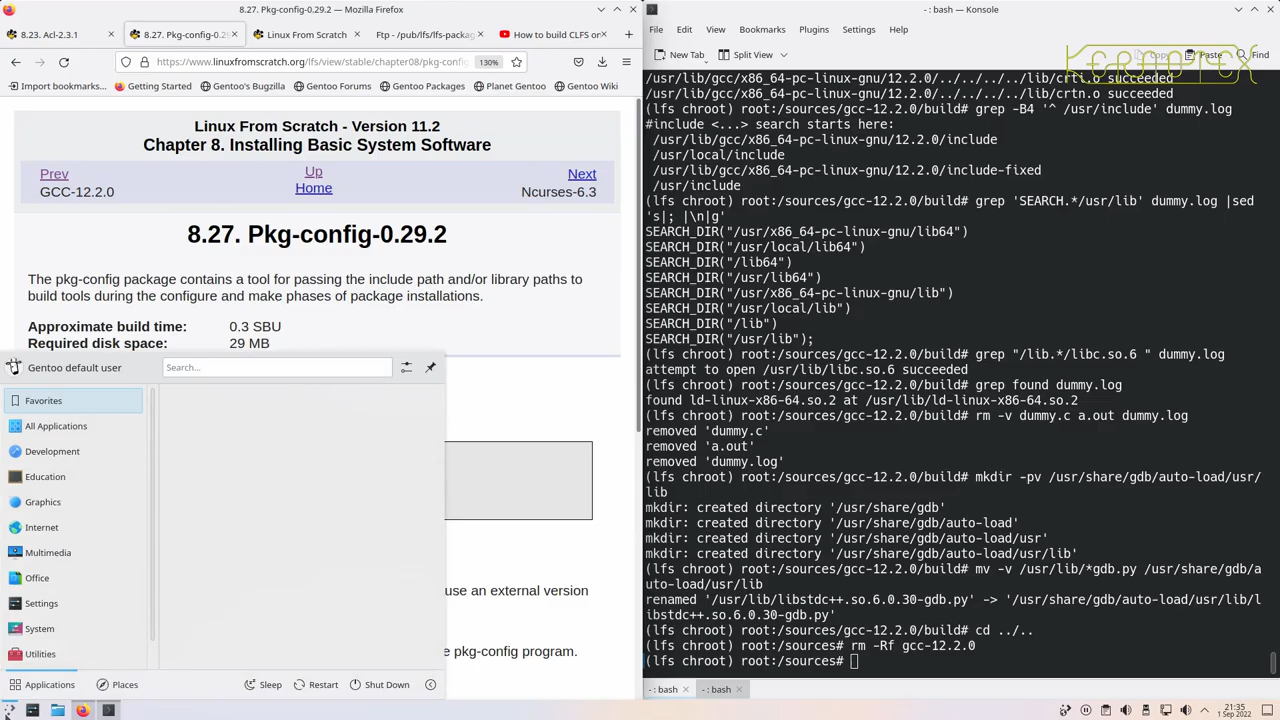 8.27. Pkg-config-0.29.2 — Mozilla Firefox
8.23. Acl-2.3.1
8.27. Pkg-config-0.29
Linux From Scratch
Ftp - /pub/lfs/lfs-packag
How to build CLFS on
https://www.linuxfromscratch.org/lfs/view/stable/chapter08/pkg-con
Import bookmarks...
Getting Started
Gentoo's Bugzilla
Gentoo Forums
Gentoo Packages
Planet Gentoo
Gentoo Wiki
Linux From Scratch - Version 11.2
Chapter 8. Installing Basic System Software
Prev
Up
Next
GCC-12.2.0
Home
Ncurses-6.3
8.27. Pkg-config-0.29.2
The pkg-config package contains a tool for passing the include path and/or library paths to
build tools during the configure and make phases of package installations.
Approximate build time: 0.3 SBU
Required disk space: 29 MB
Gentoo default user
Search...
Favorites
All Applications
Development
Education
Graphics
Internet
Multimedia
Office
Settings
System
Utilities
use an external version
pkg-config program.
Applications
Places
Sleep
Restart
Shut Down
- : bash — Konsole
File Edit View Bookmarks Plugins Settings Help
New Tab
Split View
Copy
Paste
Find
KERNOTEX
/usr/lib/gcc/x86_64-pc-linux-gnu/12.2.0/../../../../lib/crti.o succeeded
/usr/lib/gcc/x86_64-pc-linux-gnu/12.2.0/../../../../lib/crtn.o succeeded
(lfs chroot) root:/sources/gcc-12.2.0/build# grep -B4 '^ /usr/include' dummy.log
#include <...> search starts here:
/usr/lib/gcc/x86_64-pc-linux-gnu/12.2.0/include
/usr/local/include
/usr/lib/gcc/x86_64-pc-linux-gnu/12.2.0/include-fixed
/usr/include
(lfs chroot) root:/sources/gcc-12.2.0/build# grep 'SEARCH.*/usr/lib' dummy.log |sed
's|; |\n|g'
SEARCH_DIR("/usr/x86_64-pc-linux-gnu/lib64")
SEARCH_DIR("/usr/local/lib64")
SEARCH_DIR("/lib64")
SEARCH_DIR("/usr/lib64")
SEARCH_DIR("/usr/x86_64-pc-linux-gnu/lib")
SEARCH_DIR("/usr/local/lib")
SEARCH_DIR("/lib")
SEARCH_DIR("/usr/lib");
(lfs chroot) root:/sources/gcc-12.2.0/build# grep "/lib.*/libc.so.6 " dummy.log
attempt to open /usr/lib/libc.so.6 succeeded
(lfs chroot) root:/sources/gcc-12.2.0/build# grep found dummy.log
found ld-linux-x86-64.so.2 at /usr/lib/ld-linux-x86-64.so.2
(lfs chroot) root:/sources/gcc-12.2.0/build# rm -v dummy.c a.out dummy.log
removed 'dummy.c'
removed 'a.out'
removed 'dummy.log'
(lfs chroot) root:/sources/gcc-12.2.0/build# mkdir -pv /usr/share/gdb/auto-load/usr/
lib
mkdir: created directory '/usr/share/gdb'
mkdir: created directory '/usr/share/gdb/auto-load'
mkdir: created directory '/usr/share/gdb/auto-load/usr'
mkdir: created directory '/usr/share/gdb/auto-load/usr/lib'
(lfs chroot) root:/sources/gcc-12.2.0/build# mv -v /usr/lib/*gdb.py /usr/share/gdb/a
uto-load/usr/lib
renamed '/usr/lib/libstdc++.so.6.0.30-gdb.py' -> '/usr/share/gdb/auto-load/usr/lib/l
ibstdc++.so.6.0.30-gdb.py'
(lfs chroot) root:/sources/gcc-12.2.0/build# cd ../..
(lfs chroot) root:/sources# rm -Rf gcc-12.2.0
(lfs chroot) root:/sources#
- : bash
- : bash
21:35
1 Sep 2022